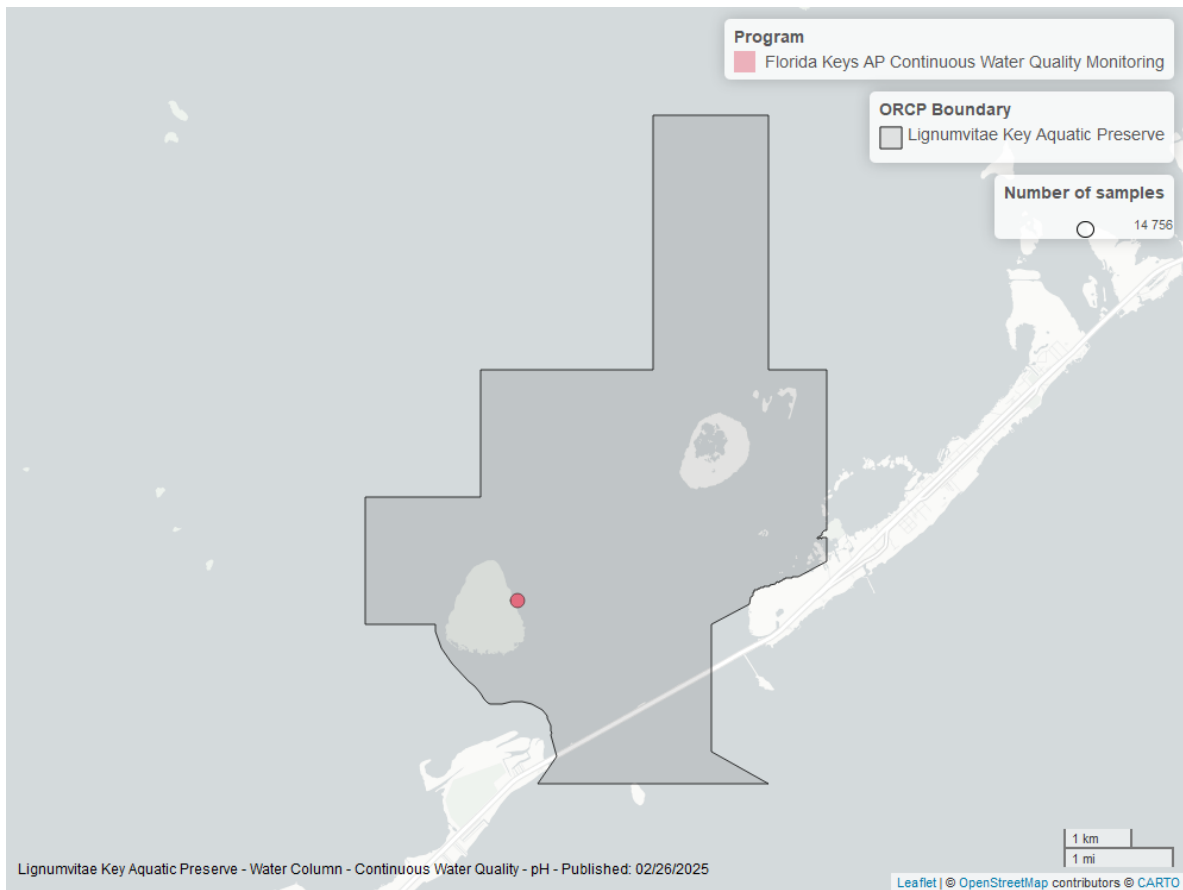 Program
Florida Keys AP Continuous Water Quality Monitoring
ORCP Boundary
Lignumvitae Key Aquatic Preserve
Number of samples
14 756
1 km
1 mi
Lignumvitae Key Aquatic Preserve - Water Column - Continuous Water Quality - pH - Published: 02/26/2025
Leaflet | © OpenStreetMap contributors © CARTO